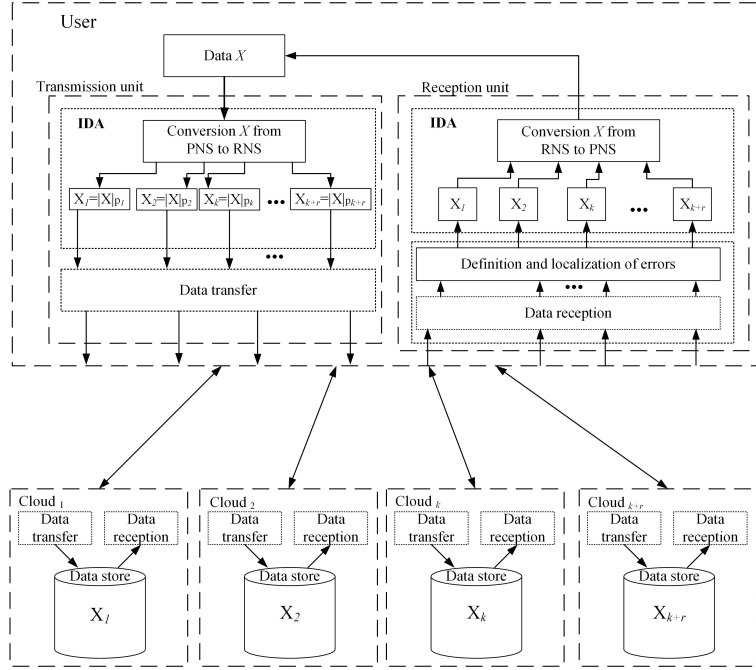 User
Data X
Transmission unit
Reception unit
IDA
IDA
Conversion X from
PNS to RNS
Conversion X from
RNS to PNS
X1=|X|p1
X2=|X|p2
Xk=|X|pk
•••
Xk+r=|X|pk+r
X1
X2
Xk
•••
Xk+r
•••
Definition and localization of errors
•••
Data transfer
Data reception
Cloud 1
Cloud 2
Cloud k
Cloud k+r
Data
transfer
Data
reception
Data
transfer
Data
reception
Data
transfer
Data
reception
Data
transfer
Data
reception
Data store
Data store
Data store
Data store
X1
X2
Xk
Xk+r